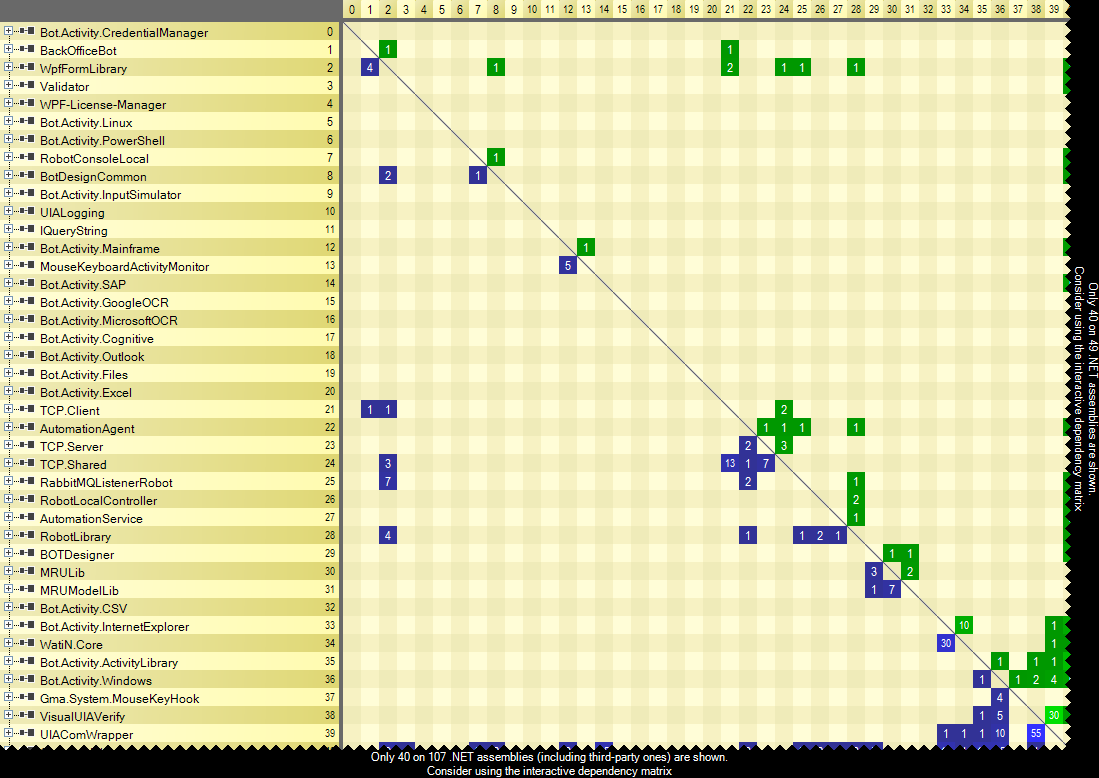 0 1 2 3 4 5 6 7 8 9 10 11 12 13 14 15 16 17 18 19 20 21 22 23 24 25 26 27 28 29 30 31 32 33 34 35 36 37 38 39
Bot.Activity.CredentialManager 0
BackOfficeBot 1 1 1
WpfFormLibrary 2 4 1 2 1 1 1
Validator 3
WPF-License-Manager 4
Bot.Activity.Linux 5
Bot.Activity.PowerShell 6
RobotConsoleLocal 7 1
BotDesignCommon 8 2 1
Bot.Activity.InputSimulator 9
UIALogging 10
IQueryString 11
Bot.Activity.Mainframe 12 1
MouseKeyboardActivityMonitor 13 5
Bot.Activity.SAP 14
Bot.Activity.GoogleOCR 15
Bot.Activity.MicrosoftOCR 16
Bot.Activity.Cognitive 17
Bot.Activity.Outlook 18
Bot.Activity.Files 19
Bot.Activity.Excel 20
TCP.Client 21 1 1 2
AutomationAgent 22 1 1 1 1
TCP.Server 23 2 3
TCP.Shared 24 3 13 1 7
RabbitMQListenerRobot 25 7 2 1
RobotLocalController 26 2
AutomationService 27 1
RobotLibrary 28 4 1 1 2 1
BOTDesigner 29 1 1
MRULib 30 3 2
MRUModelLib 31 1 7
Bot.Activity.CSV 32
Bot.Activity.InternetExplorer 33 10 1
WatiN.Core 34 30 1
Bot.Activity.ActivityLibrary 35 1 1 1
Bot.Activity.Windows 36 1 1 2 4
Gma.System.MouseKeyHook 37 4
VisualUIAVerify 38 1 5 30
UIAComWrapper 39 1 1 1 10 55
Only 40 on 49 .NET assemblies are shown.
Consider using the interactive dependency matrix
Only 40 on 107 .NET assemblies (including third-party ones) are shown.
Consider using the interactive dependency matrix